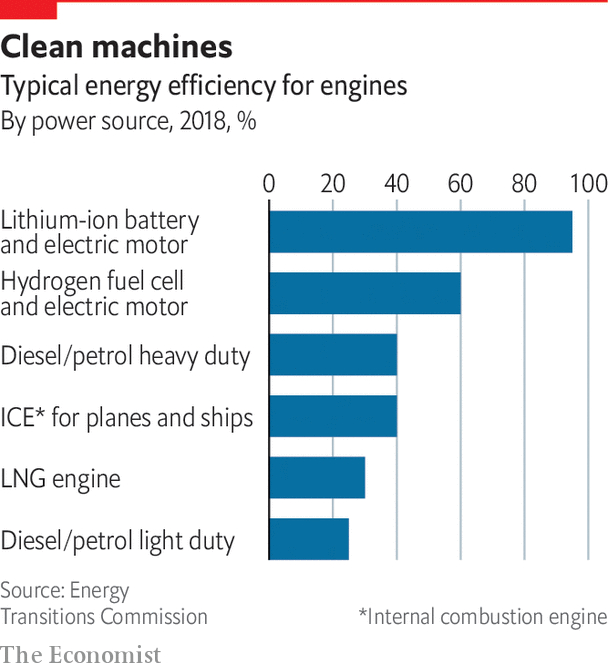 Clean machines
Typical energy efficiency for engines
By power source, 2018, %
0 20 40 60 80 100
Lithium-ion battery
and electric motor
Hydrogen fuel cell
and electric motor
Diesel/petrol heavy duty
ICE* for planes and ships
LNG engine
Diesel/petrol light duty
Source: Energy
Transitions Commission
*Internal combustion engine
The Economist